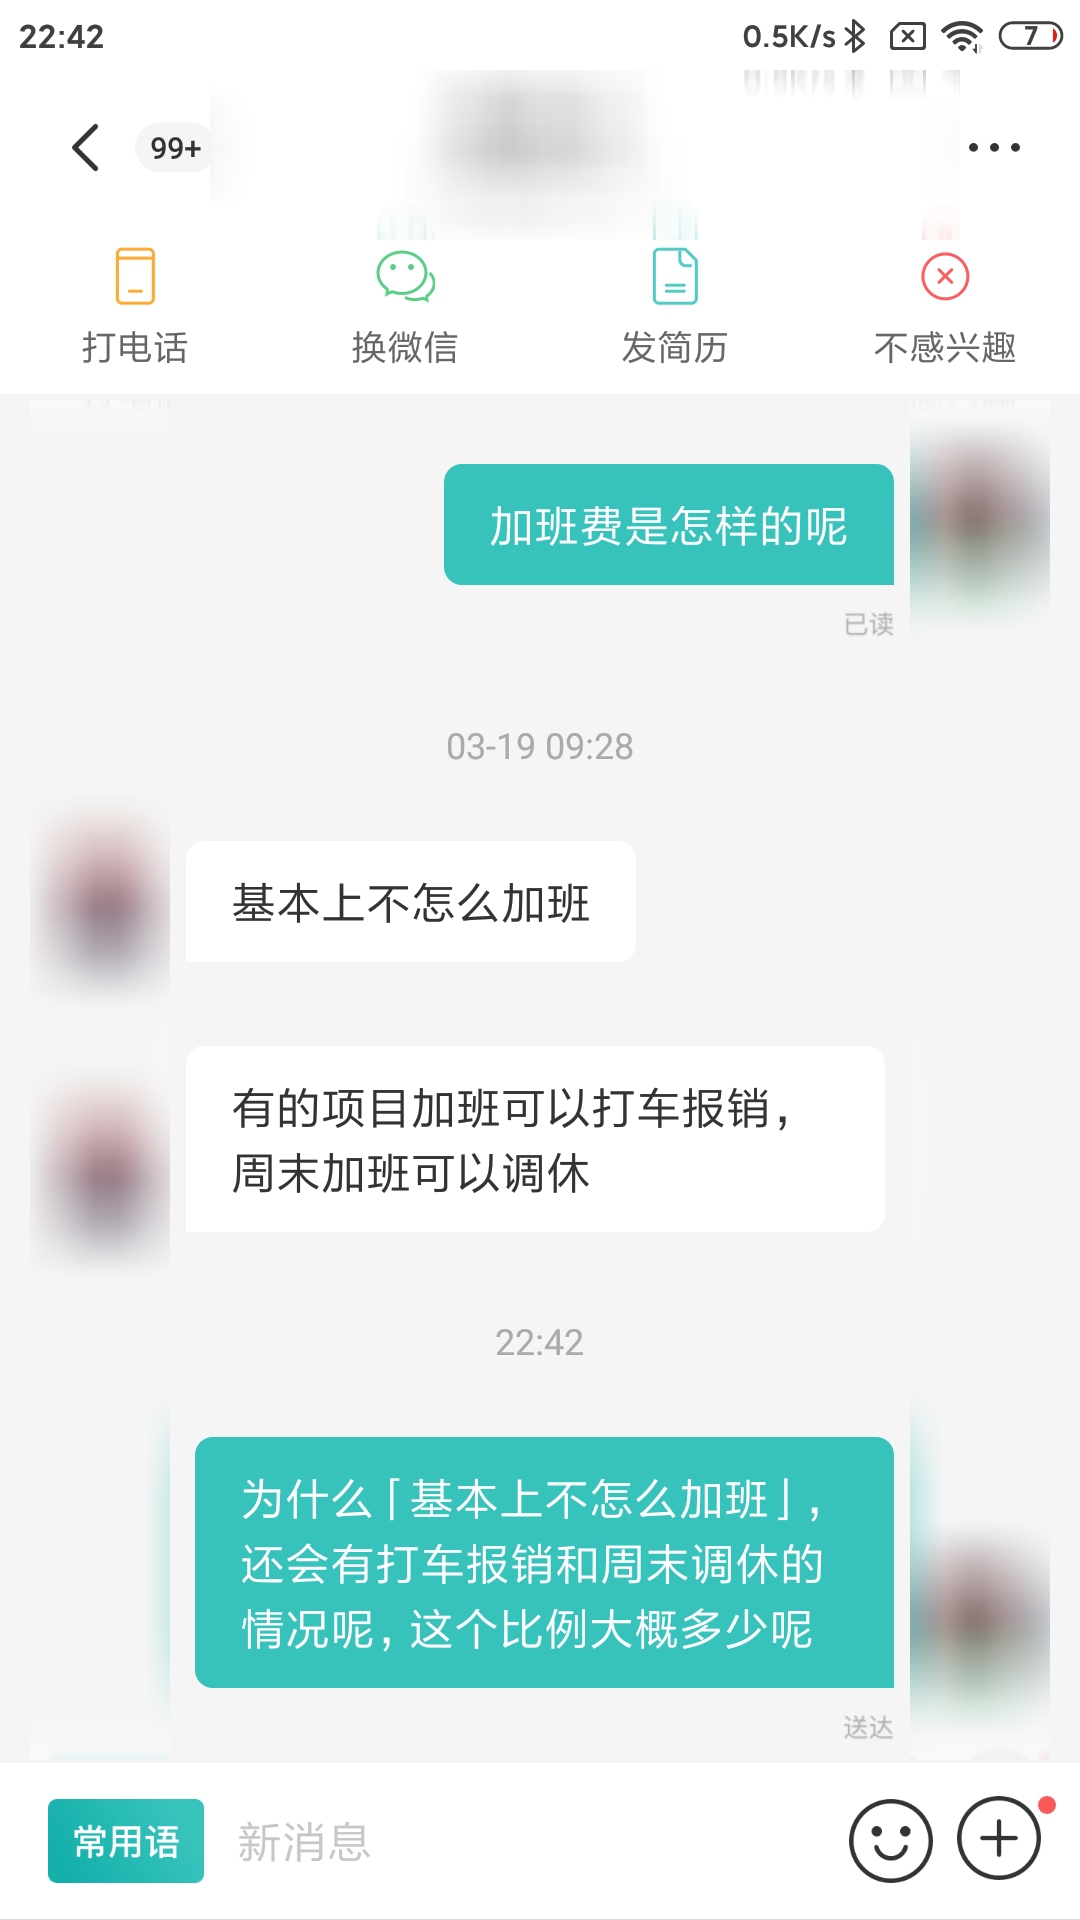 22:42
0.5K/s
7
99+
打电话
换微信
发简历
不感兴趣
加班费是怎样的呢
已读
03-19 09:28
基本上不怎么加班
有的项目加班可以打车报销，
周末加班可以调休
22:42
为什么「基本上不怎么加班」，
还会有打车报销和周末调休的
情况呢，这个比例大概多少呢
送达
常用语
新消息